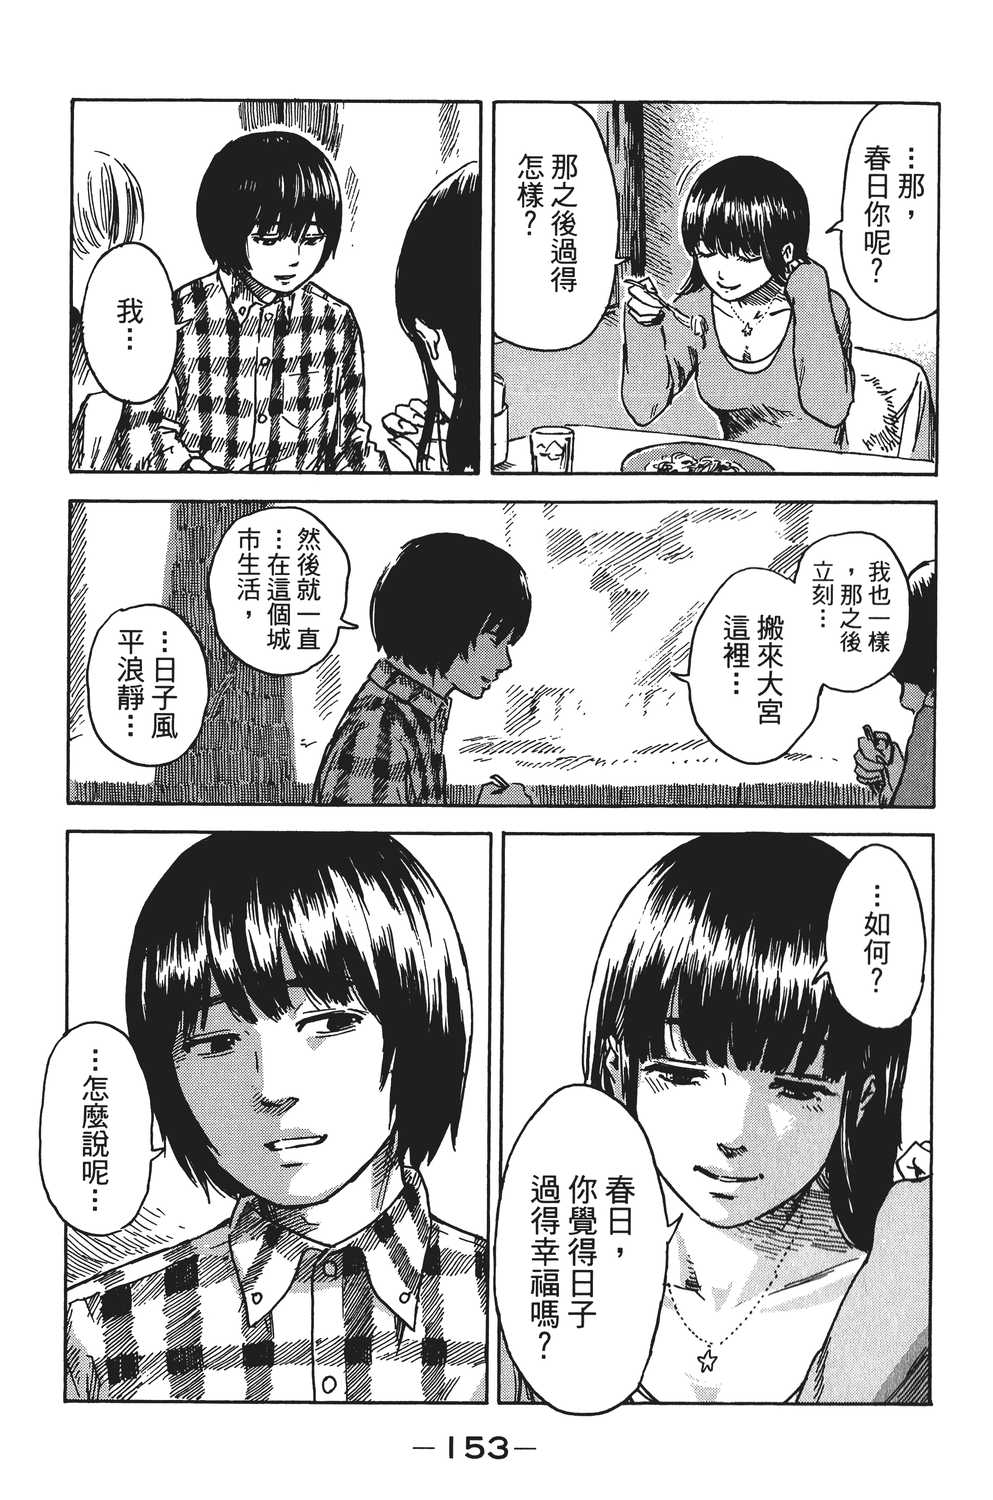 …那，
春日你呢？
那之後過得
怎樣？
我…
我也一樣
，那之後
立刻…
搬來大宮
這裡…
然後就一直
…在這個城
市生活，
…日子風
平浪靜…
…如何？
春日，
你覺得日子
過得幸福嗎？
…怎麼說呢…
—153—